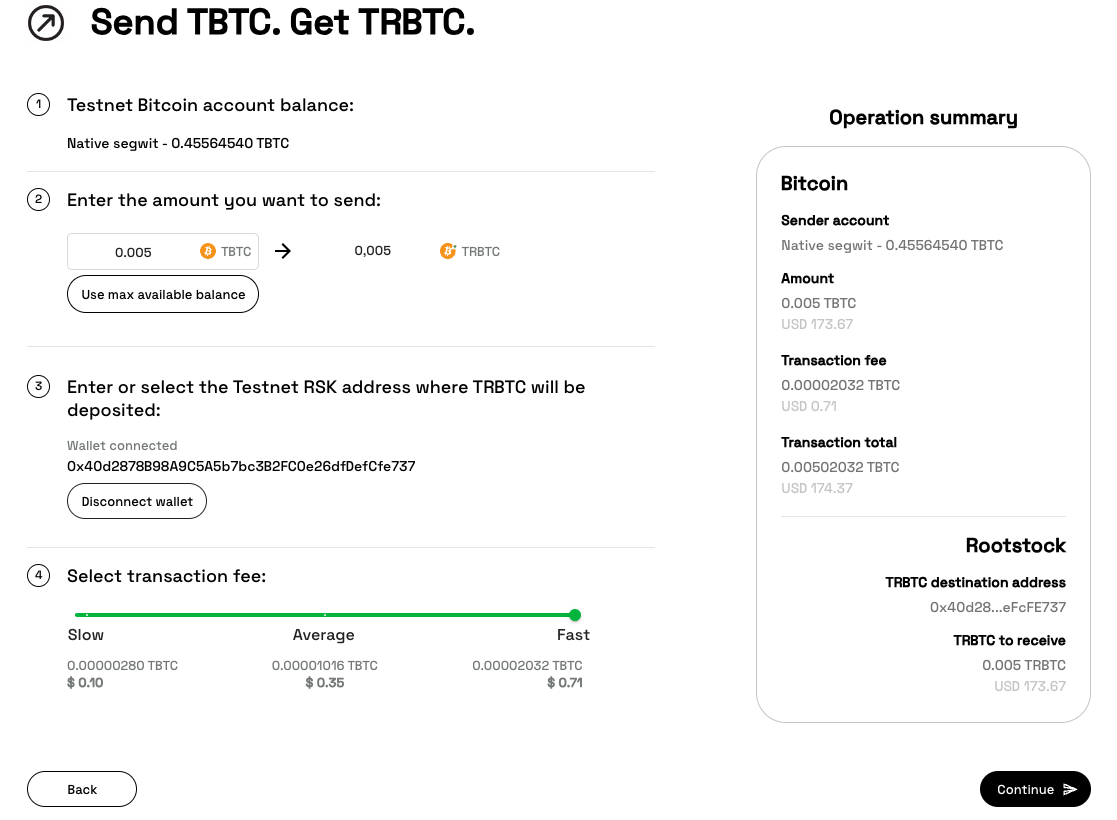 Send TBTC. Get TRBTC.
1 Testnet Bitcoin account balance:
Native segwit - 0.45564540 TBTC
2 Enter the amount you want to send:
0.005 TBTC 0,005 TRBTC
Use max available balance
3 Enter or select the Testnet RSK address where TRBTC will be
deposited:
Wallet connected
0x40d2878B98A9C5A5b7bc3B2FC0e26dfDefCfe737
Disconnect wallet
4 Select transaction fee:
Slow Average Fast
0.00000280 TBTC 0.00001016 TBTC 0.00002032 TBTC
$ 0.10 $ 0.35 $ 0.71
Back
Operation summary
Bitcoin
Sender account
Native segwit - 0.45564540 TBTC
Amount
0.005 TBTC
USD 173.67
Transaction fee
0.00002032 TBTC
USD 0.71
Transaction total
0.00502032 TBTC
USD 174.37
Rootstock
TRBTC destination address
0x40d28...eFcFE737
TRBTC to receive
0.005 TRBTC
USD 173.67
Continue